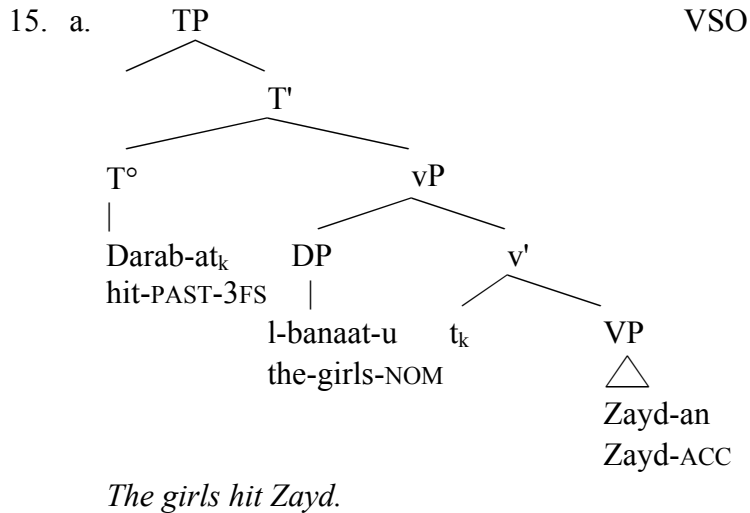 15. a. TP VSO
T'
T° vP
Darab-atₖ DP v'
hit-PAST-3FS
l-banaat-u tₖ VP
the-girls-NOM
Zayd-an
Zayd-ACC
The girls hit Zayd.